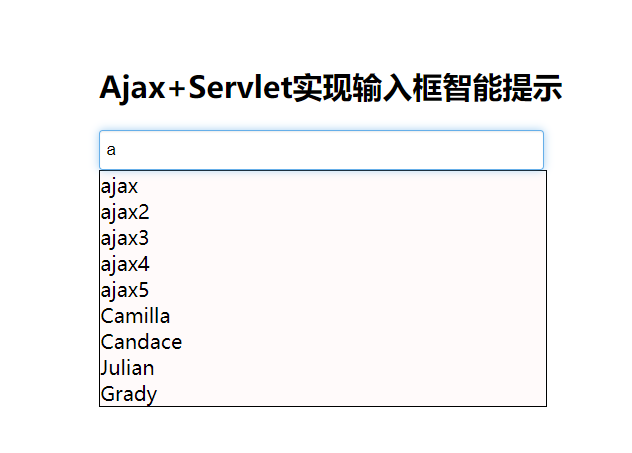 Ajax+Servlet实现输入框智能提示
a
ajax
ajax2
ajax3
ajax4
ajax5
Camilla
Candace
Julian
Grady